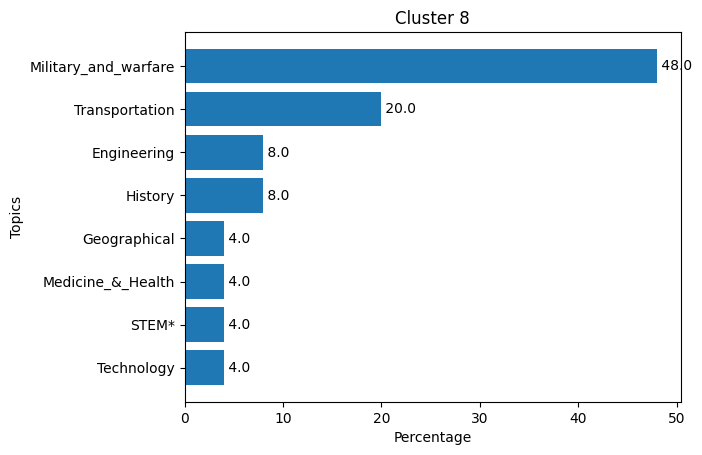 Cluster 8
Topics
Military_and_warfare 48.0
Transportation 20.0
Engineering 8.0
History 8.0
Geographical 4.0
Medicine_&_Health 4.0
STEM* 4.0
Technology 4.0
0 10 20 30 40 50
Percentage